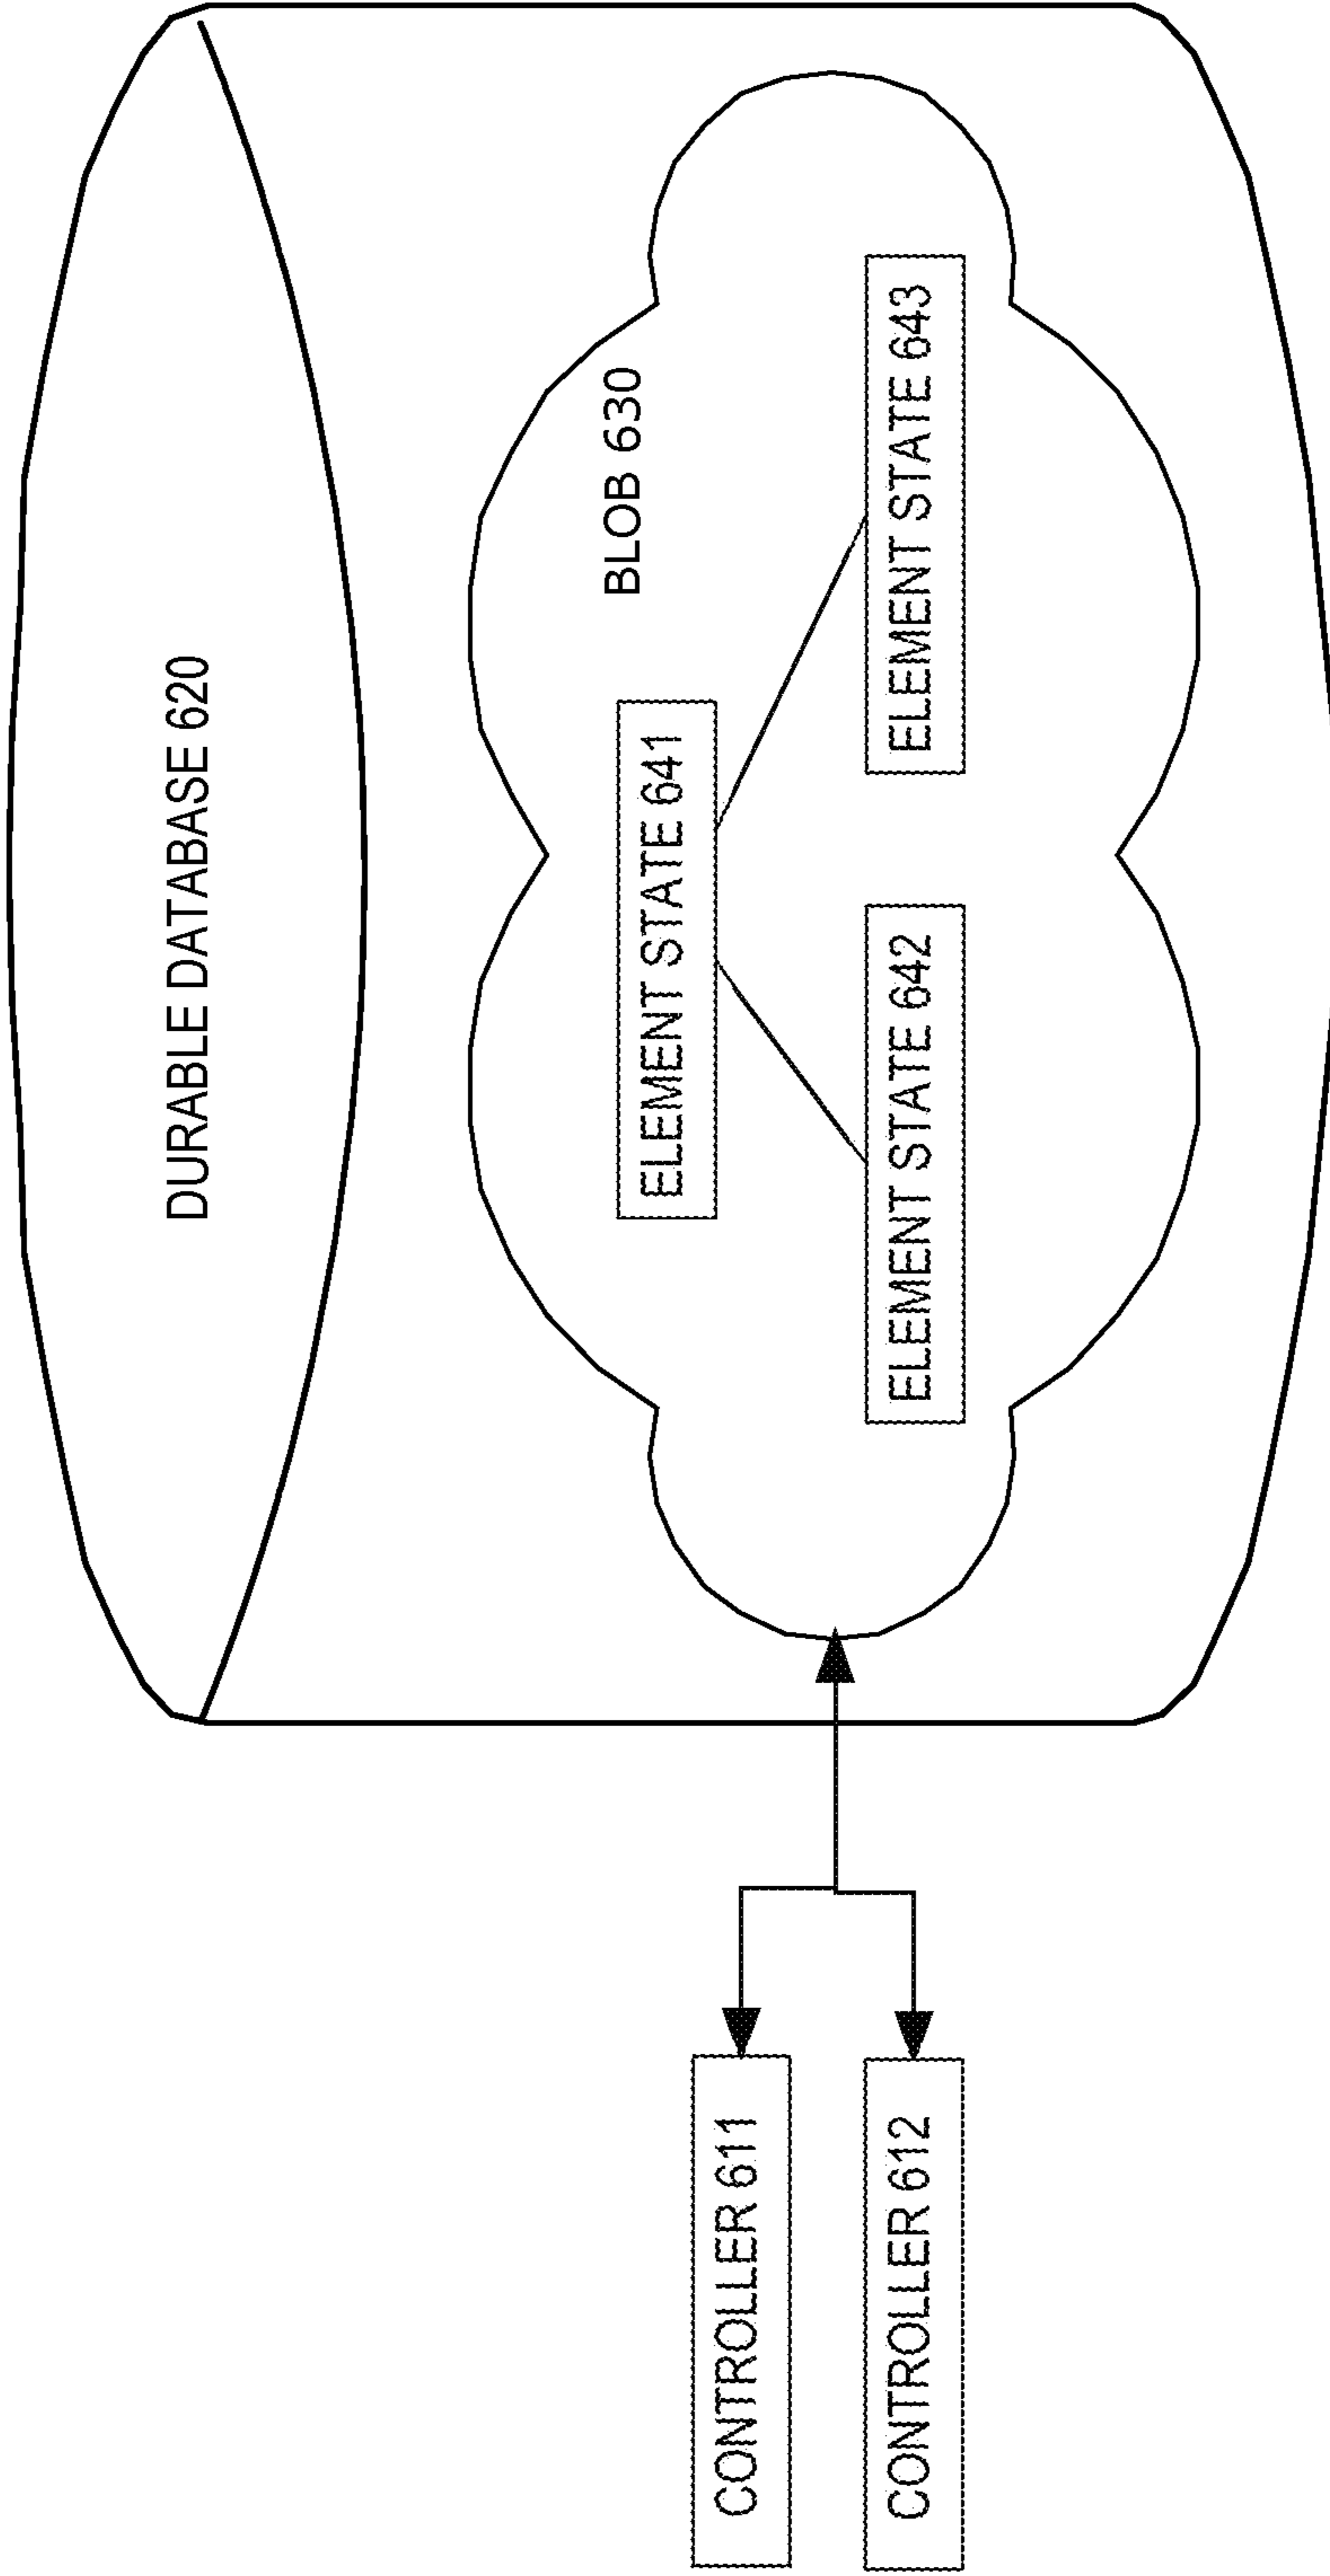 DURABLE DATABASE 620
BLOB 630
ELEMENT STATE 641
CONTROLLER 611
CONTROLLER 612
ELEMENT STATE 642
ELEMENT STATE 643